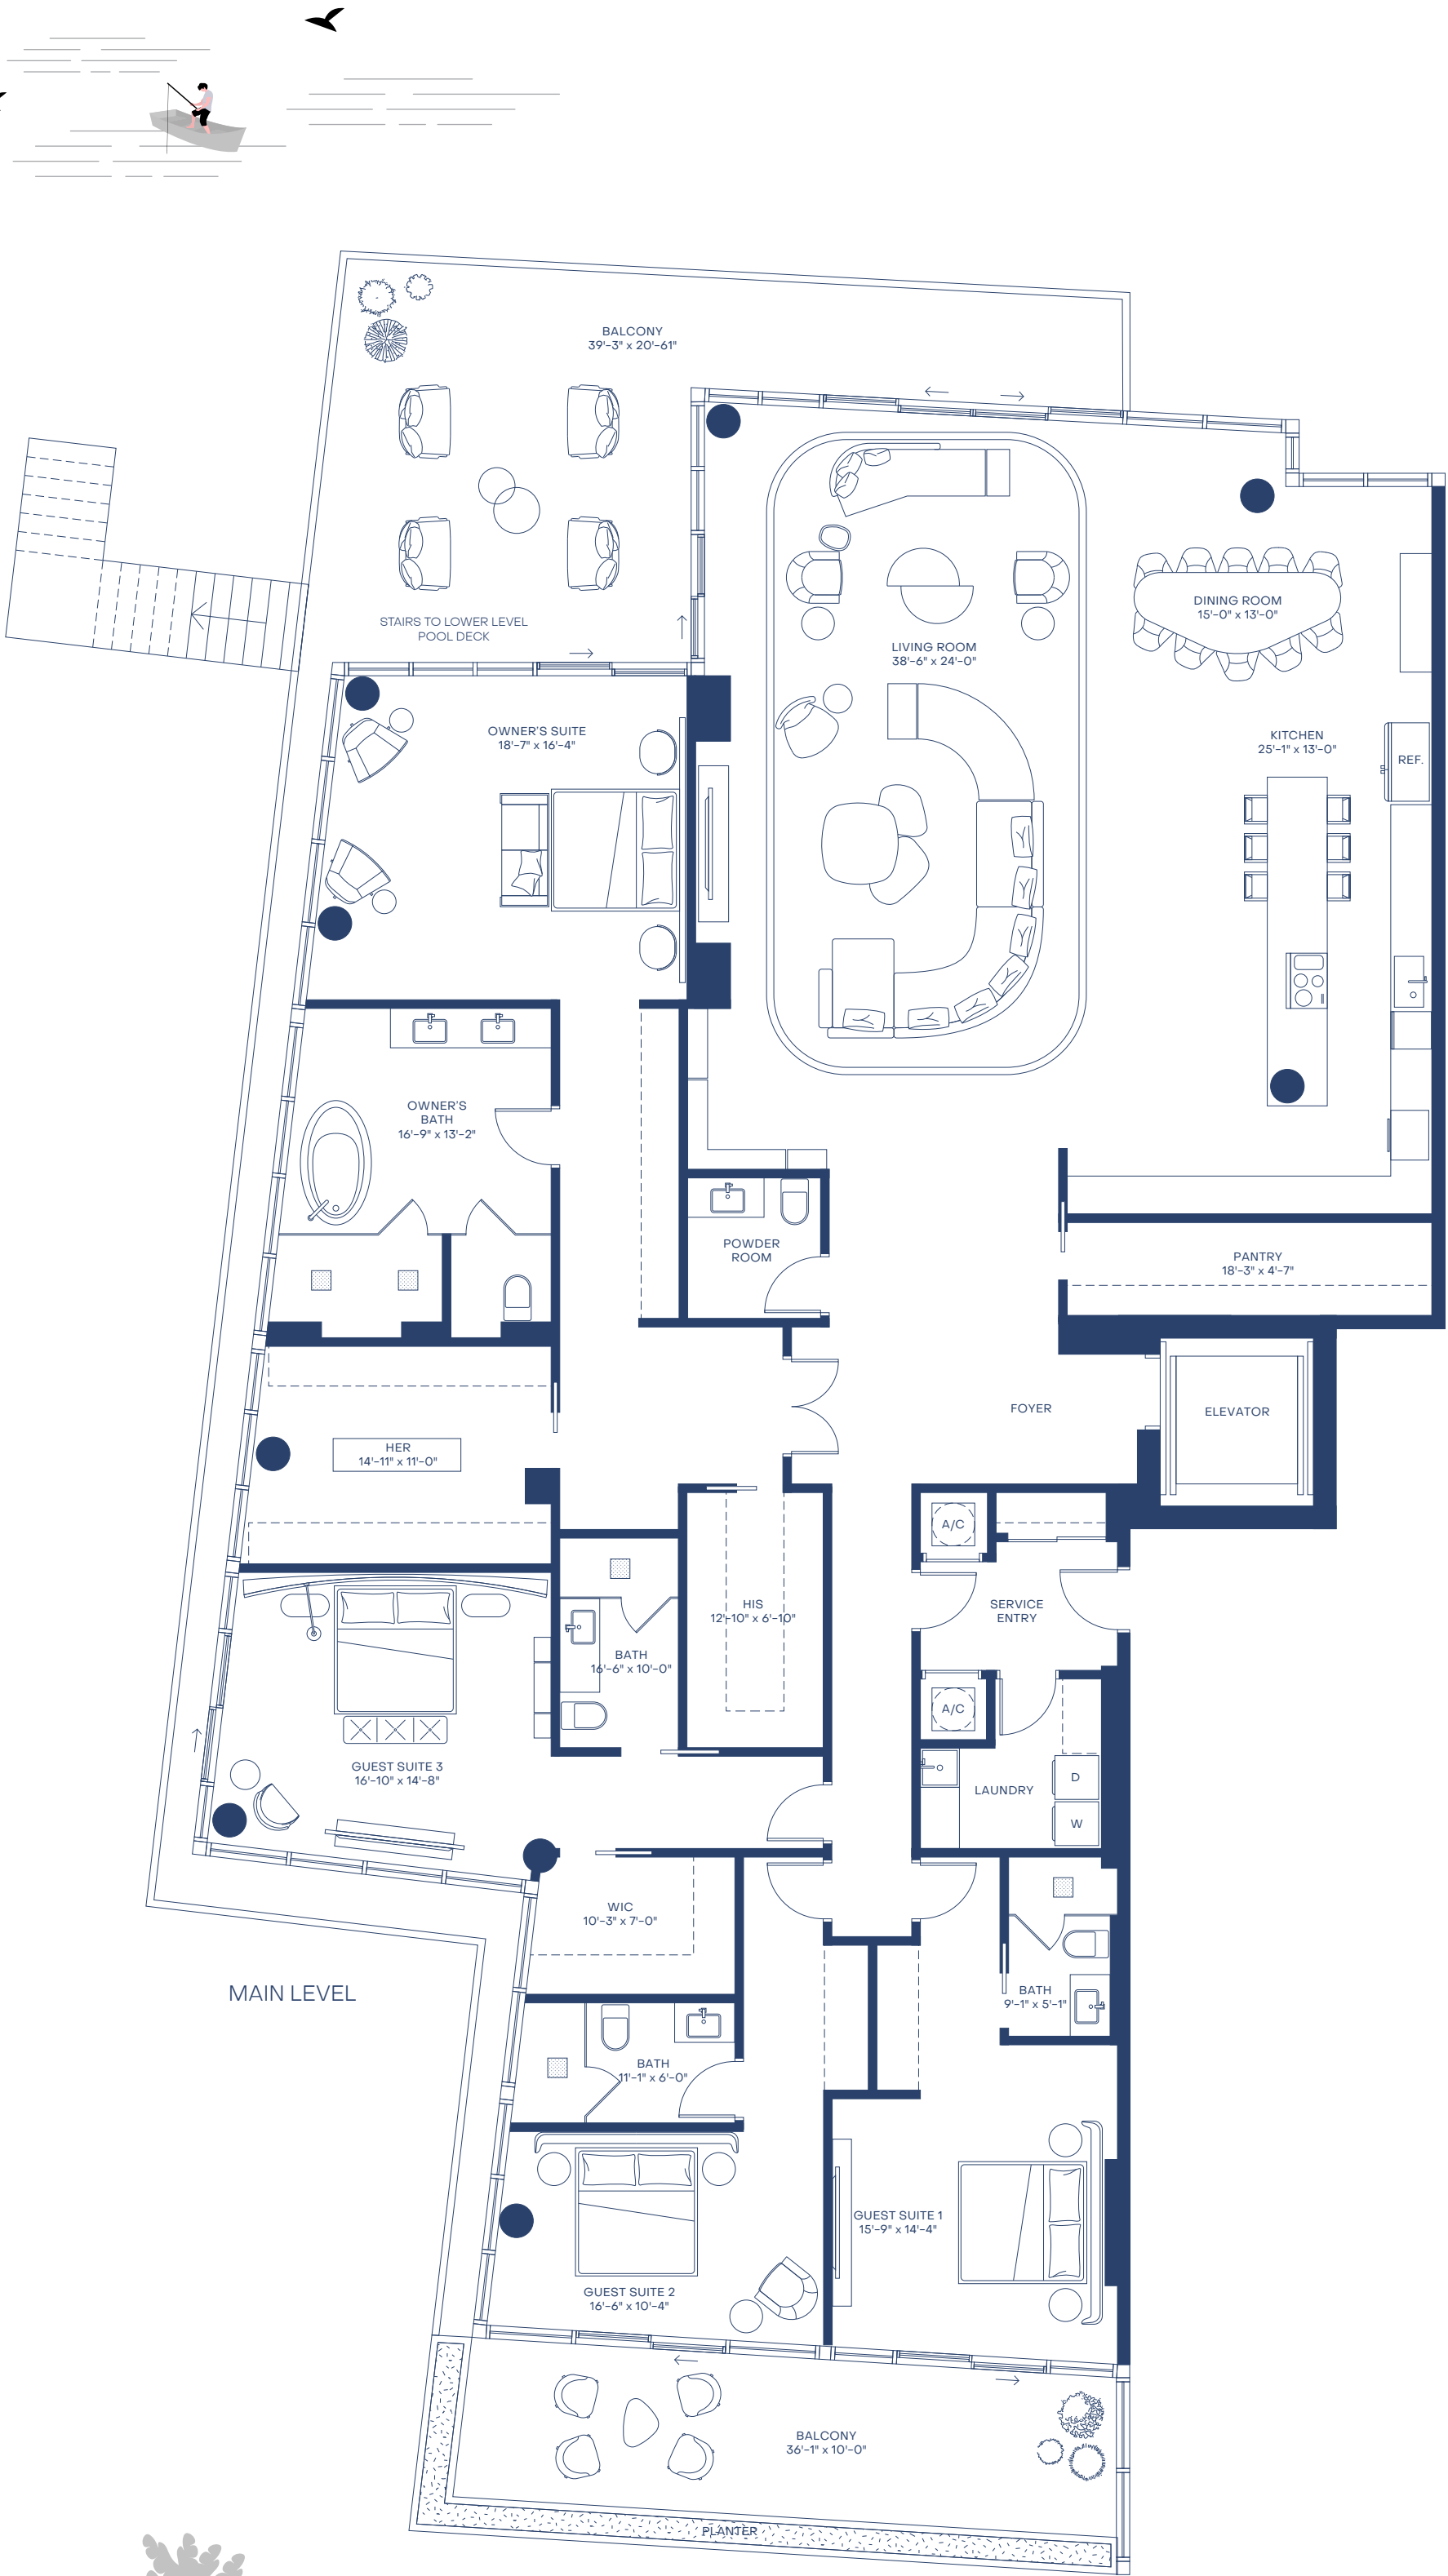 BALCONY
39'-3" x 20'-61"
STAIRS TO LOWER LEVEL
POOL DECK
LIVING ROOM
38'-6" x 24'-0"
DINING ROOM
15'-0" x 13'-0"
OWNER'S SUITE
18'-7" x 16'-4"
KITCHEN
25'-1" x 13'-0"
REF.
OWNER'S
BATH
16'-9" x 13'-2"
POWDER
ROOM
PANTRY
18'-3" x 4'-7"
FOYER
ELEVATOR
HER
14'-11" x 11'-0"
A/C
HIS
12'-10" x 6'-10"
SERVICE
ENTRY
BATH
16'-6" x 10'-0"
A/C
GUEST SUITE 3
16'-10" x 14'-8"
LAUNDRY
D
W
WIC
10'-3" x 7'-0"
MAIN LEVEL
BATH
9'-1" x 5'-1"
BATH
11'-1" x 6'-0"
GUEST SUITE 1
15'-9" x 14'-4"
GUEST SUITE 2
16'-6" x 10'-4"
BALCONY
36'-1" x 10'-0"
PLANTER